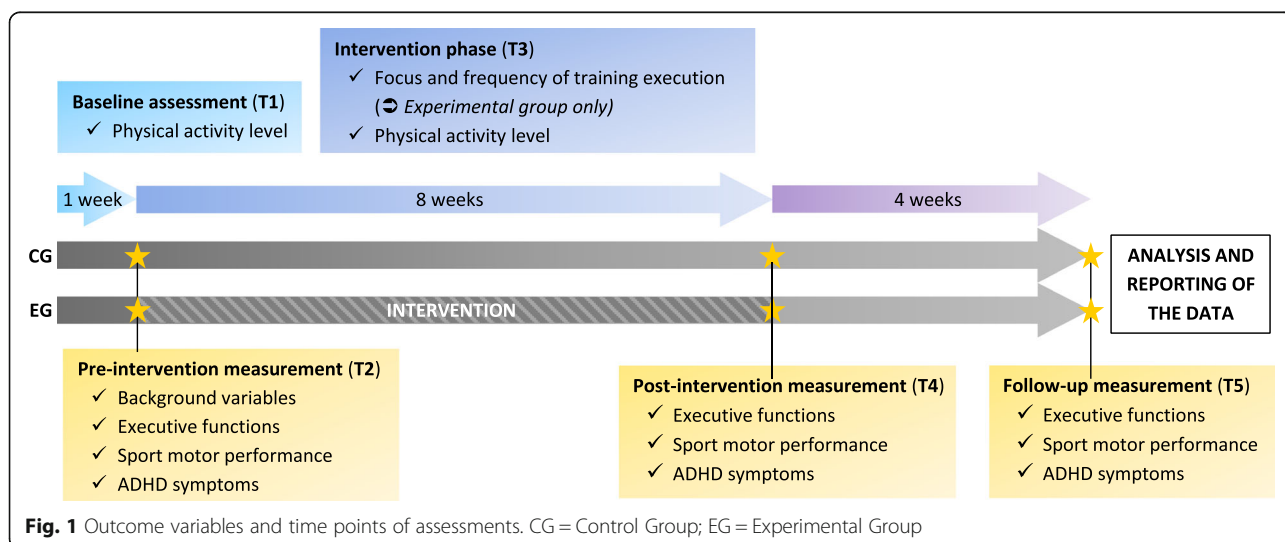 Baseline assessment (T1)
✓ Physical activity level
Intervention phase (T3)
✓ Focus and frequency of training execution
(➲ Experimental group only)
✓ Physical activity level
1 week
8 weeks
4 weeks
CG
EG
INTERVENTION
ANALYSIS AND
REPORTING OF
THE DATA
Pre-intervention measurement (T2)
✓ Background variables
✓ Executive functions
✓ Sport motor performance
✓ ADHD symptoms
Post-intervention measurement (T4)
✓ Executive functions
✓ Sport motor performance
✓ ADHD symptoms
Follow-up measurement (T5)
✓ Executive functions
✓ Sport motor performance
✓ ADHD symptoms
Fig. 1 Outcome variables and time points of assessments. CG = Control Group; EG = Experimental Group